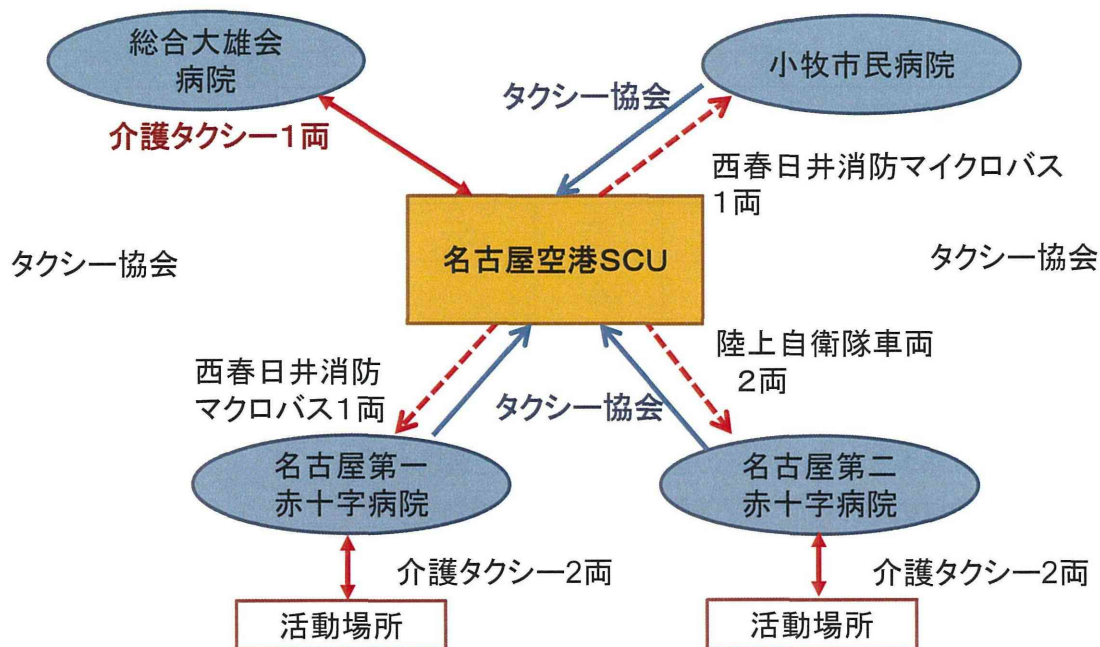 総合大雄会
病院
小牧市民病院
タクシー協会
介護タクシー1両
西春日井消防マイクロバス
1両
タクシー協会
名古屋空港SCU
タクシー協会
西春日井消防
マクロバス1両
タクシー協会
陸上自衛隊車両
2両
名古屋第一
赤十字病院
名古屋第二
赤十字病院
介護タクシー2両
介護タクシー2両
活動場所
活動場所